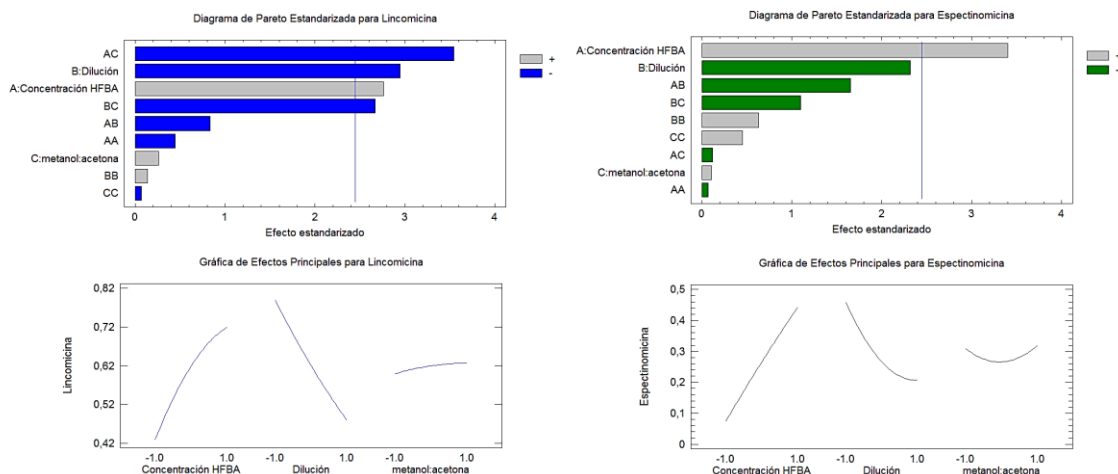 Diagrama de Pareto Estandarizada para Lincomicina
AC
B:Dilución
A:Concentración HFBA
BC
AB
AA
C:metanol:acetona
BB
CC
+
-
0 1 2 3 4
Efecto estandarizado
Diagrama de Pareto Estandarizada para Espectinomicina
A:Concentración HFBA
B:Dilución
AB
BC
BB
CC
AC
C:metanol:acetona
AA
+
-
0 1 2 3 4
Efecto estandarizado
Gráfica de Efectos Principales para Lincomicina
Lincomicina
0,82
0,72
0,62
0,52
0,42
-1.0 1.0 -1.0 1.0 -1.0 1.0
Concentración HFBA Dilución metanol:acetona
Gráfica de Efectos Principales para Espectinomicina
Espectinomicina
0,5
0,4
0,3
0,2
0,1
0
-1.0 1.0 -1.0 1.0 -1.0 1.0
Concentración HFBA Dilución metanol:acetona